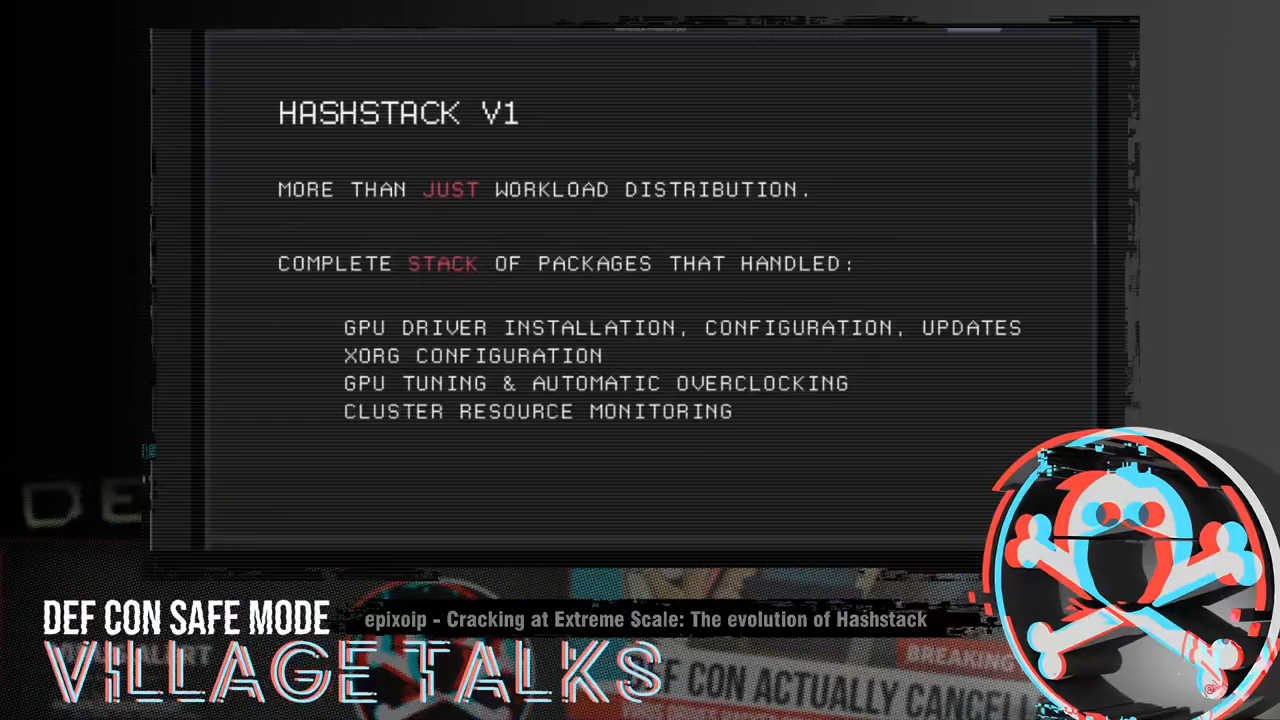 HASHSTACK V1
MORE THAN JUST WORKLOAD DISTRIBUTION.
COMPLETE STACK OF PACKAGES THAT HANDLED:
GPU DRIVER INSTALLATION, CONFIGURATION, UPDATES
XORG CONFIGURATION
GPU TUNING & AUTOMATIC OVERCLOCKING
CLUSTER RESOURCE MONITORING
DE
DEF CON SAFE MODE
epixoip - Cracking at Extreme Scale: The evolution of Hashstack
VILLAGE TALKS
BREAKING
EF CON ACTUALLY CANCELL